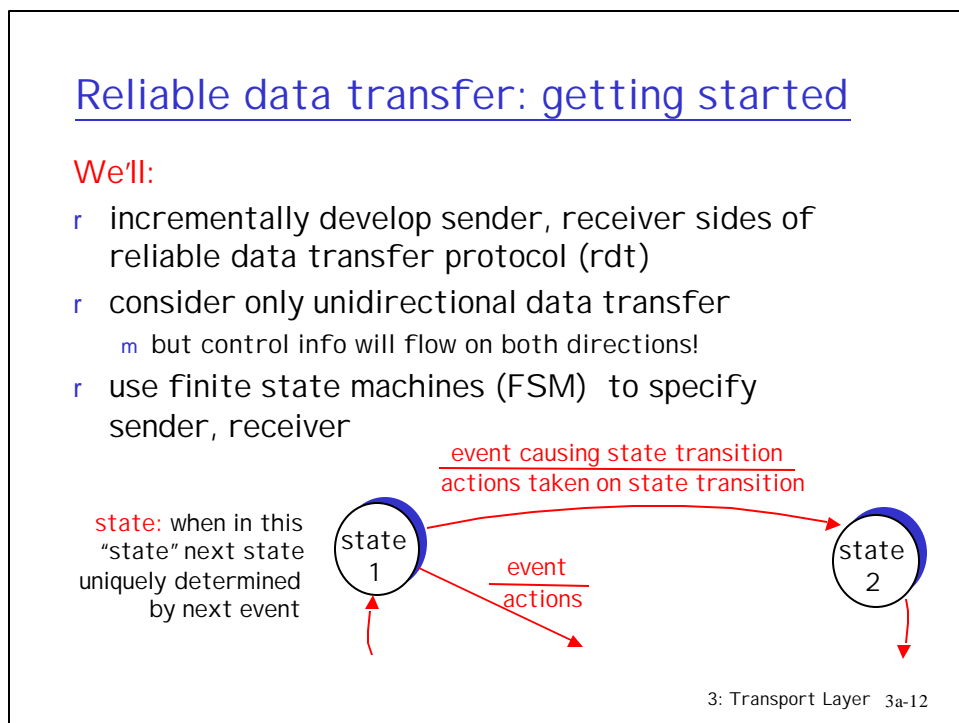 Reliable data transfer: getting started
We'll:
r incrementally develop sender, receiver sides of
reliable data transfer protocol (rdt)
r consider only unidirectional data transfer
m but control info will flow on both directions!
r use finite state machines (FSM) to specify
sender, receiver
event causing state transition
actions taken on state transition
state: when in this
“state” next state
uniquely determined
by next event
state
1
event
actions
state
2
3: Transport Layer 3a-12